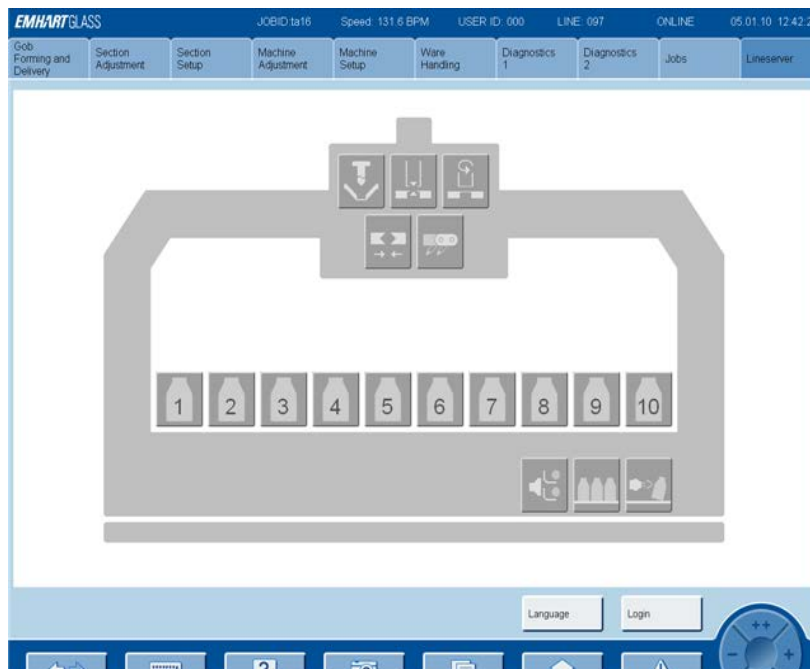 EMHARTGLASS JOBID:ta16 Speed: 131.6 BPM USER ID: 000 LINE: 097 ONLINE 05.01.10 12:42:2
Gob
Forming and
Delivery
Section
Adjustment
Section
Setup
Machine
Adjustment
Machine
Setup
Ware
Handling
Diagnostics
1
Diagnostics
2
Jobs
Lineserver
1 2 3 4 5 6 7 8 9 10
Language Login
++
- +
?